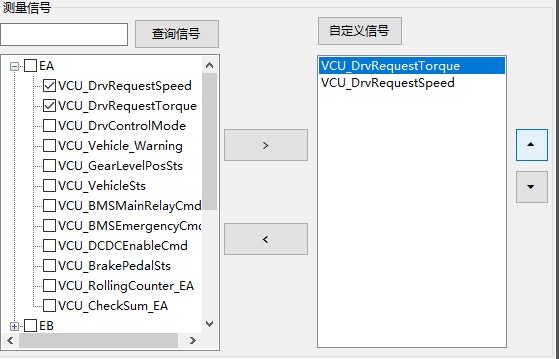 测量信号
查询信号
自定义信号
EA
VCU_DrvRequestSpeed
VCU_DrvRequestTorque
VCU_DrvControlMode
VCU_Vehicle_Warning
VCU_GearLevelPosSts
VCU_VehicleSts
VCU_BMSMainRelayCmd
VCU_BMSEmergencyCmd
VCU_DCDCEnableCmd
VCU_BrakePedalSts
VCU_RollingCounter_EA
VCU_CheckSum_EA
EB
>
<
VCU_DrvRequestTorque
VCU_DrvRequestSpeed